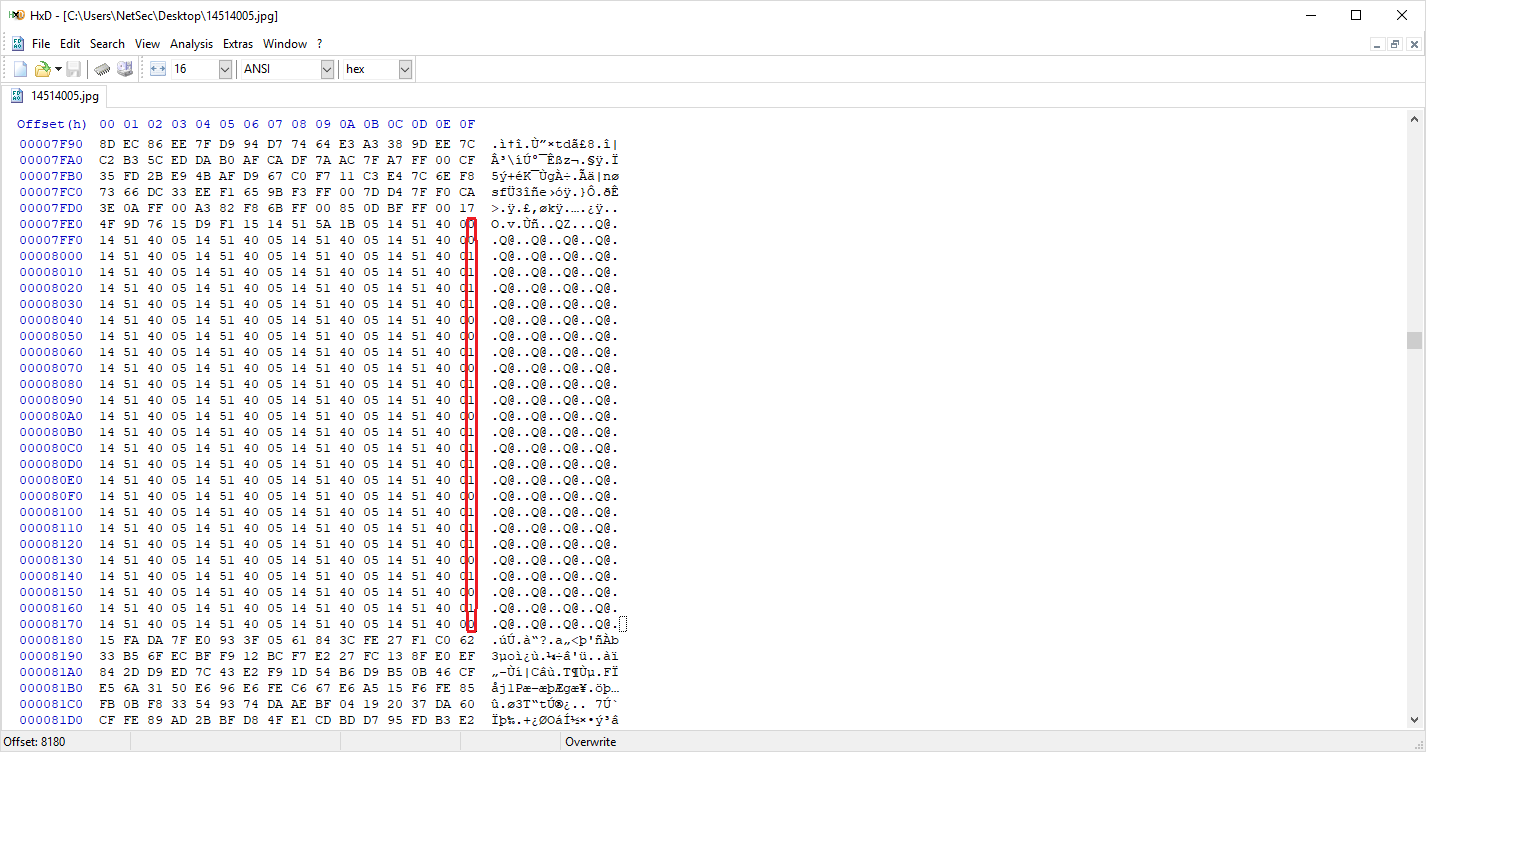 HxD - [C:\Users\NetSec\Desktop\14514005.jpg]
File Edit Search View Analysis Extras Window ?
16 ANSI hex
14514005.jpg
Offset(h) 00 01 02 03 04 05 06 07 08 09 0A 0B 0C 0D 0E 0F
00007F90 8D EC 86 EE 7F D9 94 D7 74 64 E3 A3 38 9D EE 7C .ì†î.Ù”×tdã£8.î|
00007FA0 C2 B3 5C ED DA B0 AF CA DF 7A AC 7F A7 FF 00 CF Â³\íÚ°¯Êßz¬.§ÿ.Ï
00007FB0 35 FD 2B E9 4B AF D9 67 C0 F7 11 C3 E4 7C 6E F8 5ý+éK¯ÙgÀ÷.Ãä|nø
00007FC0 73 66 DC 33 EE F1 65 9B F3 FF 00 7D D4 7F F0 CA sfÜ3îñe›óÿ.}Ô.ðÊ
00007FD0 3E 0A FF 00 A3 82 F8 6B FF 00 85 0D BF FF 00 17 >.ÿ.£‚økÿ.….¿ÿ..
00007FE0 4F 9D 76 15 D9 F1 15 14 51 5A 1B 05 14 51 40 00 O.v.Ùñ..QZ...Q@.
00007FF0 14 51 40 05 14 51 40 05 14 51 40 05 14 51 40 00 .Q@..Q@..Q@..Q@.
00008000 14 51 40 05 14 51 40 05 14 51 40 05 14 51 40 01 .Q@..Q@..Q@..Q@.
00008010 14 51 40 05 14 51 40 05 14 51 40 05 14 51 40 01 .Q@..Q@..Q@..Q@.
00008020 14 51 40 05 14 51 40 05 14 51 40 05 14 51 40 01 .Q@..Q@..Q@..Q@.
00008030 14 51 40 05 14 51 40 05 14 51 40 05 14 51 40 01 .Q@..Q@..Q@..Q@.
00008040 14 51 40 05 14 51 40 05 14 51 40 05 14 51 40 00 .Q@..Q@..Q@..Q@.
00008050 14 51 40 05 14 51 40 05 14 51 40 05 14 51 40 00 .Q@..Q@..Q@..Q@.
00008060 14 51 40 05 14 51 40 05 14 51 40 05 14 51 40 01 .Q@..Q@..Q@..Q@.
00008070 14 51 40 05 14 51 40 05 14 51 40 05 14 51 40 00 .Q@..Q@..Q@..Q@.
00008080 14 51 40 05 14 51 40 05 14 51 40 05 14 51 40 01 .Q@..Q@..Q@..Q@.
00008090 14 51 40 05 14 51 40 05 14 51 40 05 14 51 40 01 .Q@..Q@..Q@..Q@.
000080A0 14 51 40 05 14 51 40 05 14 51 40 05 14 51 40 00 .Q@..Q@..Q@..Q@.
000080B0 14 51 40 05 14 51 40 05 14 51 40 05 14 51 40 01 .Q@..Q@..Q@..Q@.
000080C0 14 51 40 05 14 51 40 05 14 51 40 05 14 51 40 01 .Q@..Q@..Q@..Q@.
000080D0 14 51 40 05 14 51 40 05 14 51 40 05 14 51 40 01 .Q@..Q@..Q@..Q@.
000080E0 14 51 40 05 14 51 40 05 14 51 40 05 14 51 40 01 .Q@..Q@..Q@..Q@.
000080F0 14 51 40 05 14 51 40 05 14 51 40 05 14 51 40 00 .Q@..Q@..Q@..Q@.
00008100 14 51 40 05 14 51 40 05 14 51 40 05 14 51 40 01 .Q@..Q@..Q@..Q@.
00008110 14 51 40 05 14 51 40 05 14 51 40 05 14 51 40 01 .Q@..Q@..Q@..Q@.
00008120 14 51 40 05 14 51 40 05 14 51 40 05 14 51 40 01 .Q@..Q@..Q@..Q@.
00008130 14 51 40 05 14 51 40 05 14 51 40 05 14 51 40 00 .Q@..Q@..Q@..Q@.
00008140 14 51 40 05 14 51 40 05 14 51 40 05 14 51 40 01 .Q@..Q@..Q@..Q@.
00008150 14 51 40 05 14 51 40 05 14 51 40 05 14 51 40 00 .Q@..Q@..Q@..Q@.
00008160 14 51 40 05 14 51 40 05 14 51 40 05 14 51 40 01 .Q@..Q@..Q@..Q@.
00008170 14 51 40 05 14 51 40 05 14 51 40 05 14 51 40 00 .Q@..Q@..Q@..Q@.
00008180 15 FA DA 7F E0 93 3F 05 61 84 3C FE 27 F1 C0 62 .úÚ.à“?.a„<þ'ñÀb
00008190 33 B5 6F EC BF F9 12 BC F7 E2 27 FC 13 8F E0 EF 3µoì¿ù.¼÷â'ü..àï
000081A0 84 2D D9 ED 7C 43 E2 F9 1D 54 B6 D9 B5 0B 46 CF „-Ùí|Câù.T¶Ùµ.FÏ
000081B0 E5 6A 31 50 E6 96 E6 FE C6 67 E6 A5 15 F6 FE 85 åj1Pæ–æþÆgæ¥.öþ…
000081C0 FB 0B F8 33 54 93 74 DA AE BF 04 19 20 37 DA 60 û.ø3T“tÚ®¿.. 7Ú`
000081D0 CF FE 89 AD 2B BF D8 4F E1 CD BD D7 95 FD B3 E2 Ïþ‰.+¿ØOáÍ½×•ý³â
Offset: 8180 Overwrite